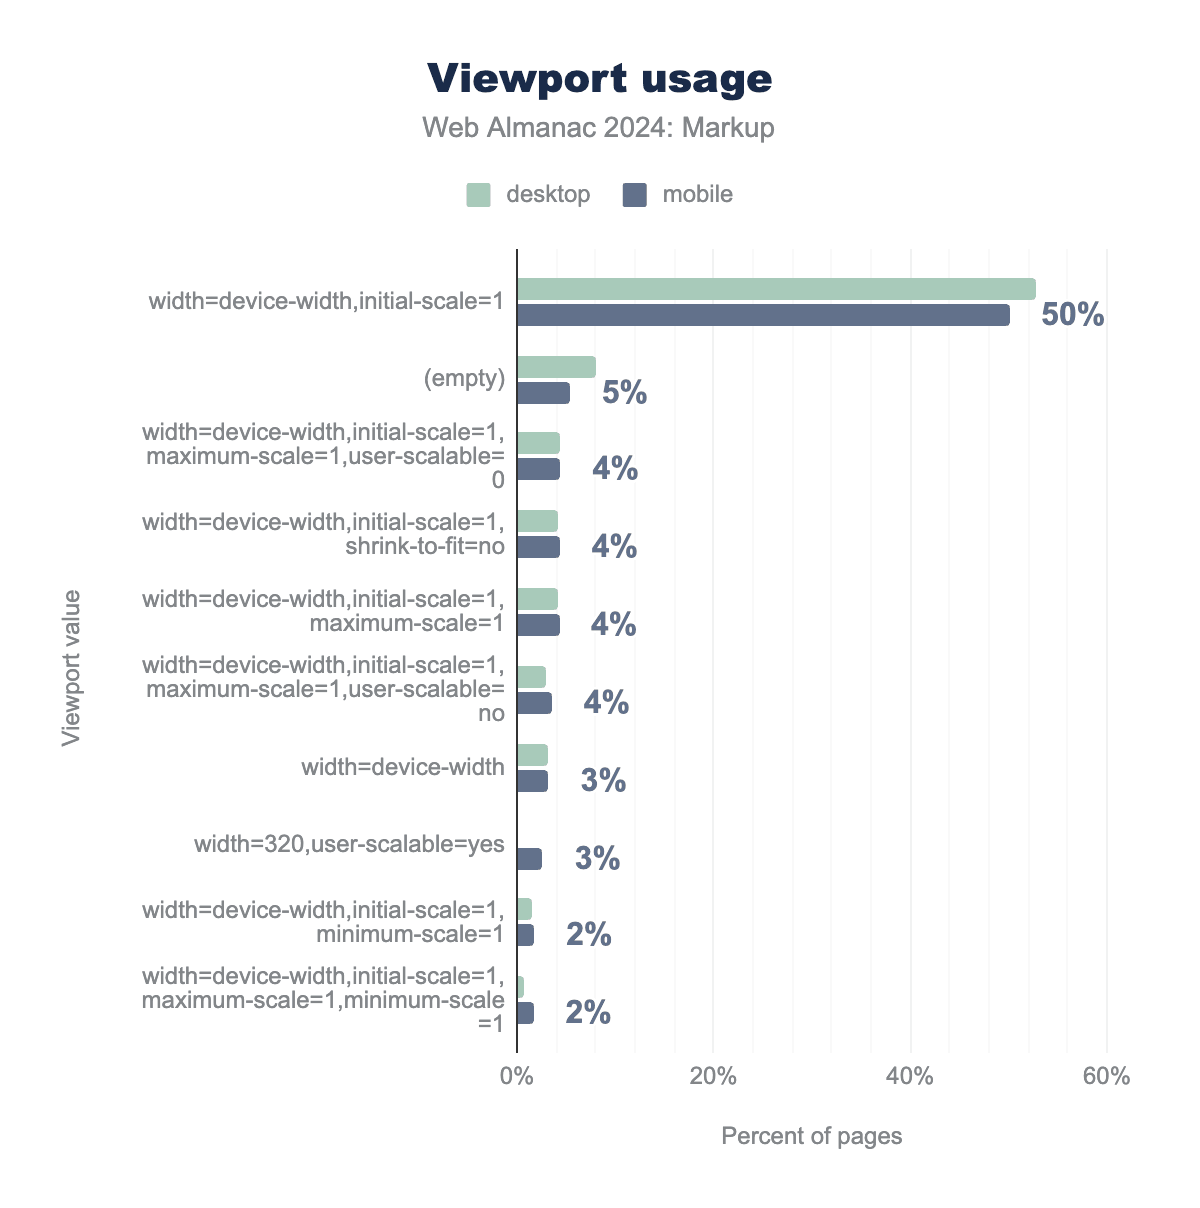 Viewport usage
Web Almanac 2024: Markup
desktop
mobile
width=device-width,initial-scale=1
50%
(empty)
5%
width=device-width,initial-scale=1,
maximum-scale=1,user-scalable=
0
4%
width=device-width,initial-scale=1,
shrink-to-fit=no
4%
width=device-width,initial-scale=1,
maximum-scale=1
4%
width=device-width,initial-scale=1,
maximum-scale=1,user-scalable=
no
4%
width=device-width
3%
width=320,user-scalable=yes
3%
width=device-width,initial-scale=1,
minimum-scale=1
2%
width=device-width,initial-scale=1,
maximum-scale=1,minimum-scale
=1
2%
Viewport value
0%
20%
40%
60%
Percent of pages